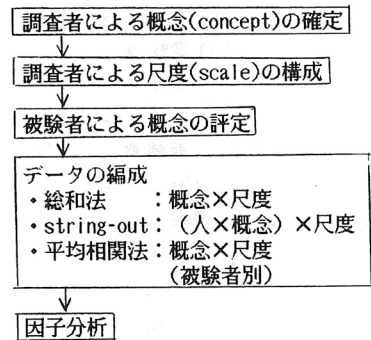 調査者による概念(concept)の確定
調査者による尺度(scale)の構成
被験者による概念の評定
データの編成
・総和法　　：概念×尺度
・string-out：（人×概念）×尺度
・平均相関法：概念×尺度
（被験者別）
因子分析